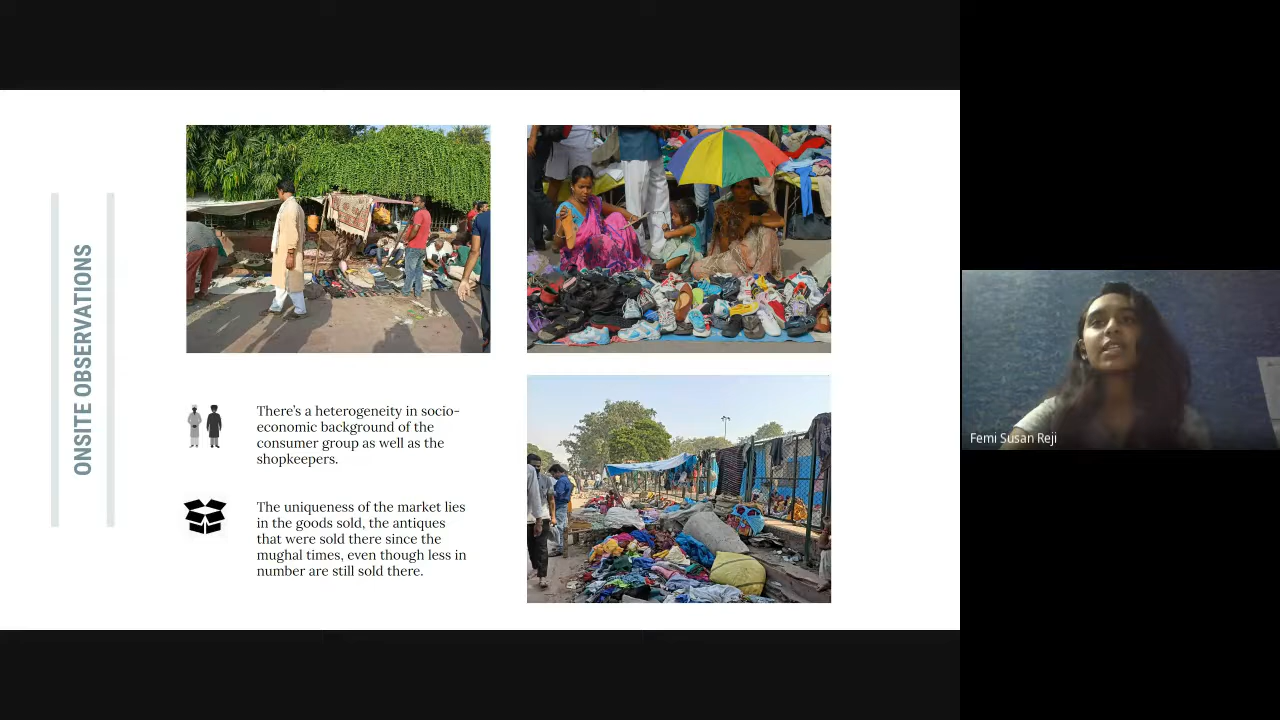 ONSITE OBSERVATIONS
There's a heterogeneity in socio-
economic background of the
consumer group as well as the
shopkeepers.
The uniqueness of the market lies
in the goods sold, the antiques
that were sold there since the
mughal times, even though less in
number are still sold there.
Femi Susan Reji